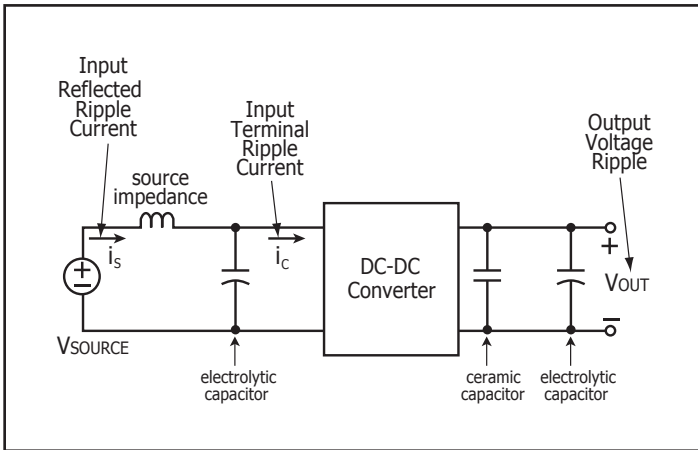 Input
Reflected
Ripple
Current
Input
Terminal
Ripple
Current
Output
Voltage
Ripple
source
impedance
iS
iC
DC-DC
Converter
+
−
+
VOUT
−
VSOURCE
electrolytic
capacitor
ceramic
capacitor
electrolytic
capacitor